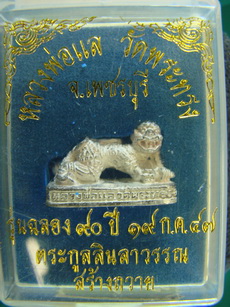 หลวงพ่อแล วัดพระทรง
จ.เพชรบุรี
รุ่นฉลอง ๙๐ ปี ๑๙ ก.ค.๔๗
ตระกูลสินลาวรรณ
สร้างถวาย